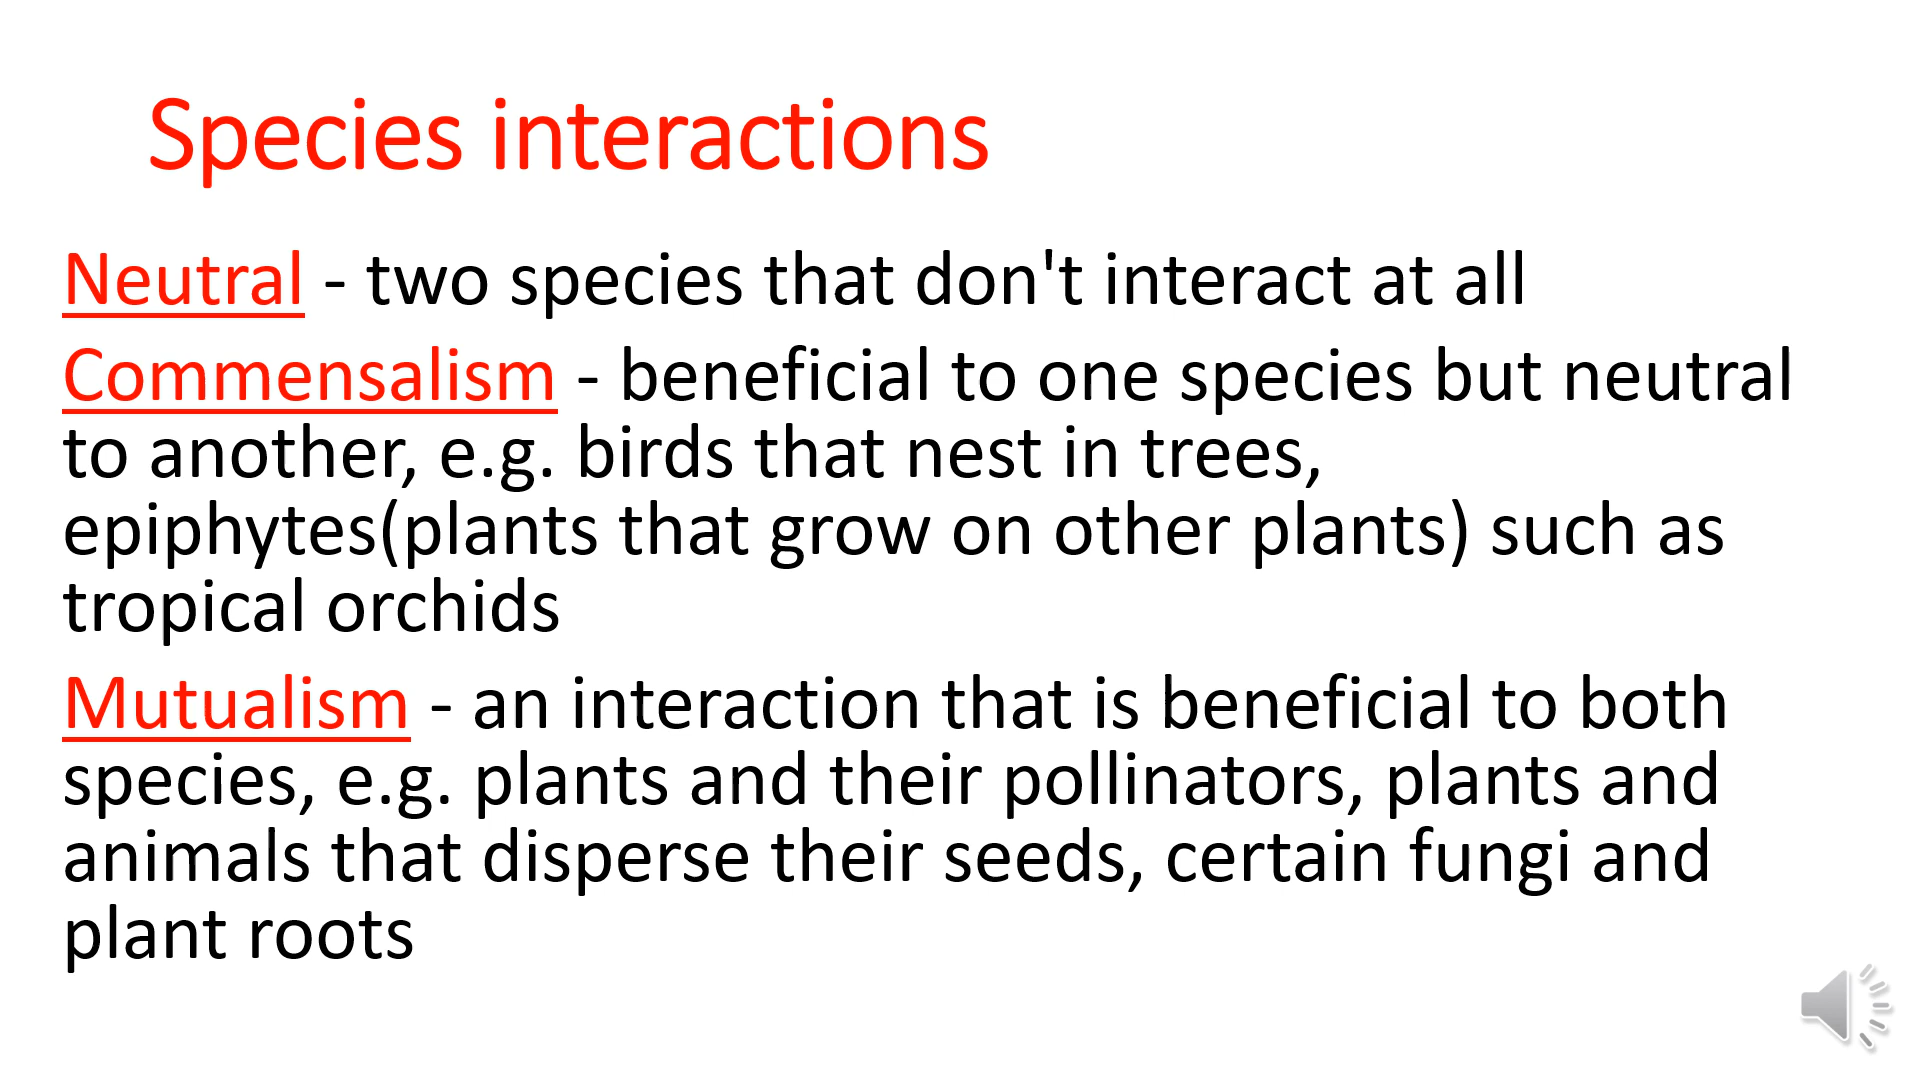 Species interactions
Neutral - two species that don't interact at all
Commensalism - beneficial to one species but neutral
to another, e.g. birds that nest in trees,
epiphytes(plants that grow on other plants) such as
tropical orchids
Mutualism - an interaction that is beneficial to both
species, e.g. plants and their pollinators, plants and
animals that disperse their seeds, certain fungi and
plant roots